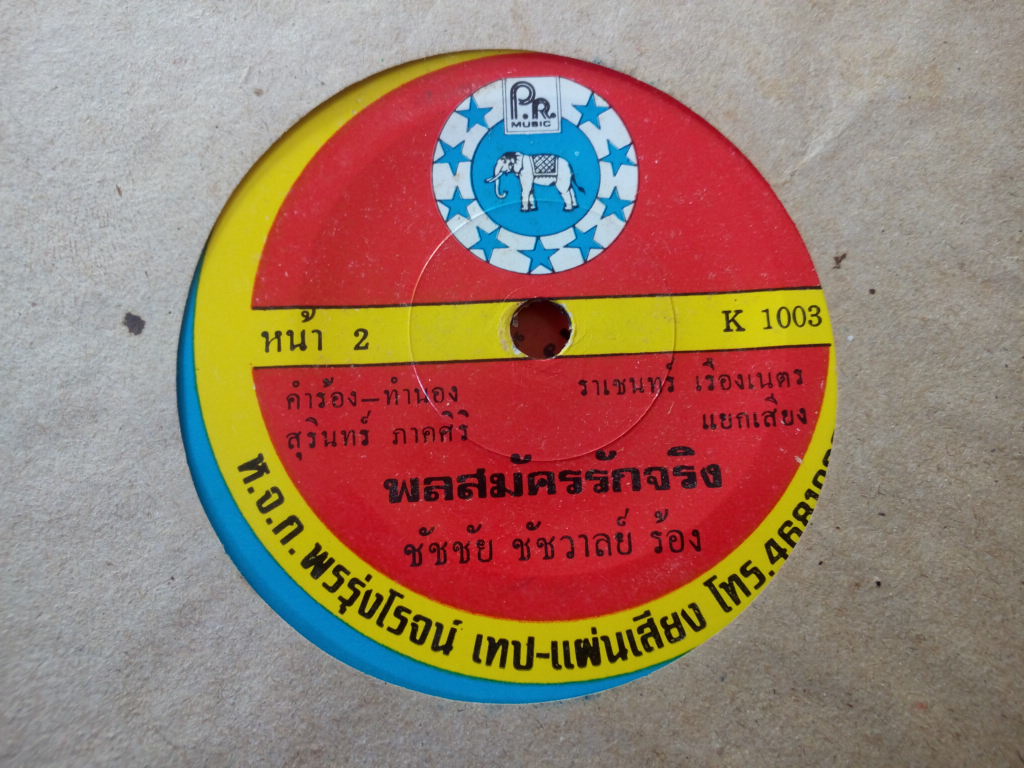 P.R.
MUSIC
หน้า 2
K 1003
คำร้อง-ทำนอง
สุรินทร์ ภาคศิริ
ราเชนทร์ เรืองเนตร
แยกเสียง
พลสมัครรักจริง
ชัชชัย ชัชวาลย์ ร้อง
ห.จ.ก. พรรุ่งโรจน์ เทป-แผ่นเสียง โทร.